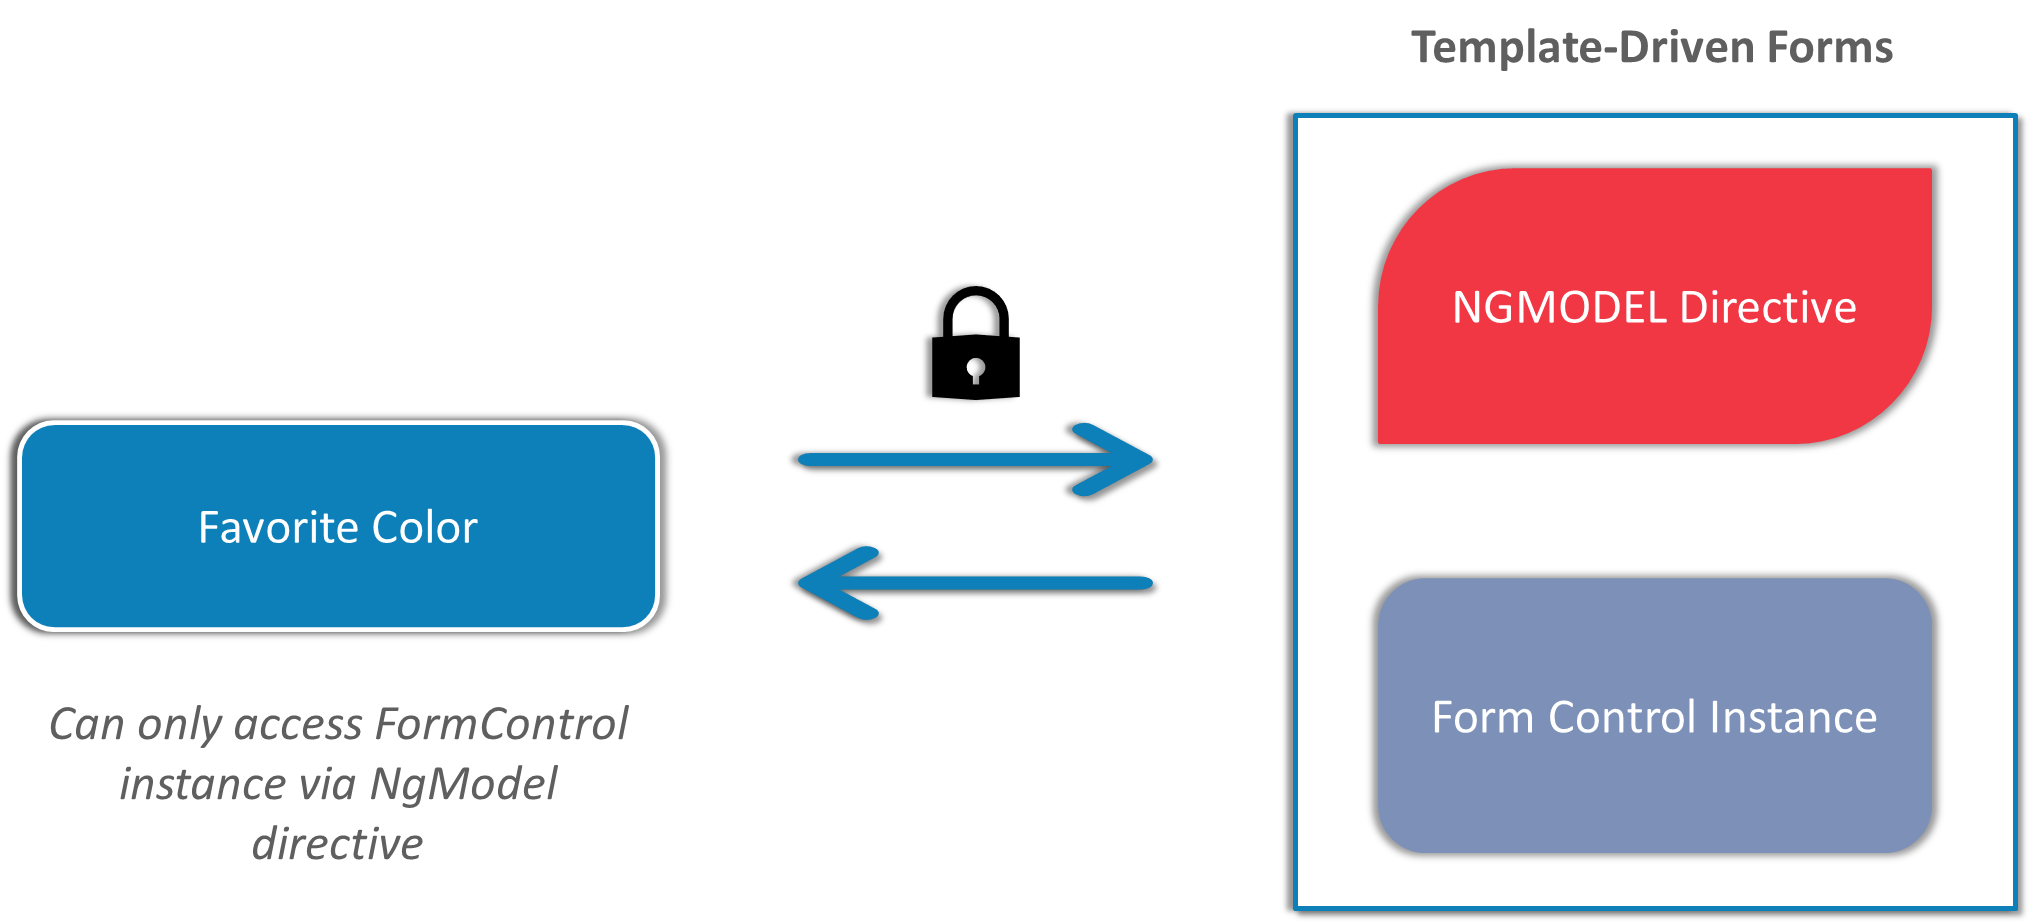 Template-Driven Forms
NGMODEL Directive
Favorite Color
Can only access FormControl
instance via NgModel
directive
Form Control Instance